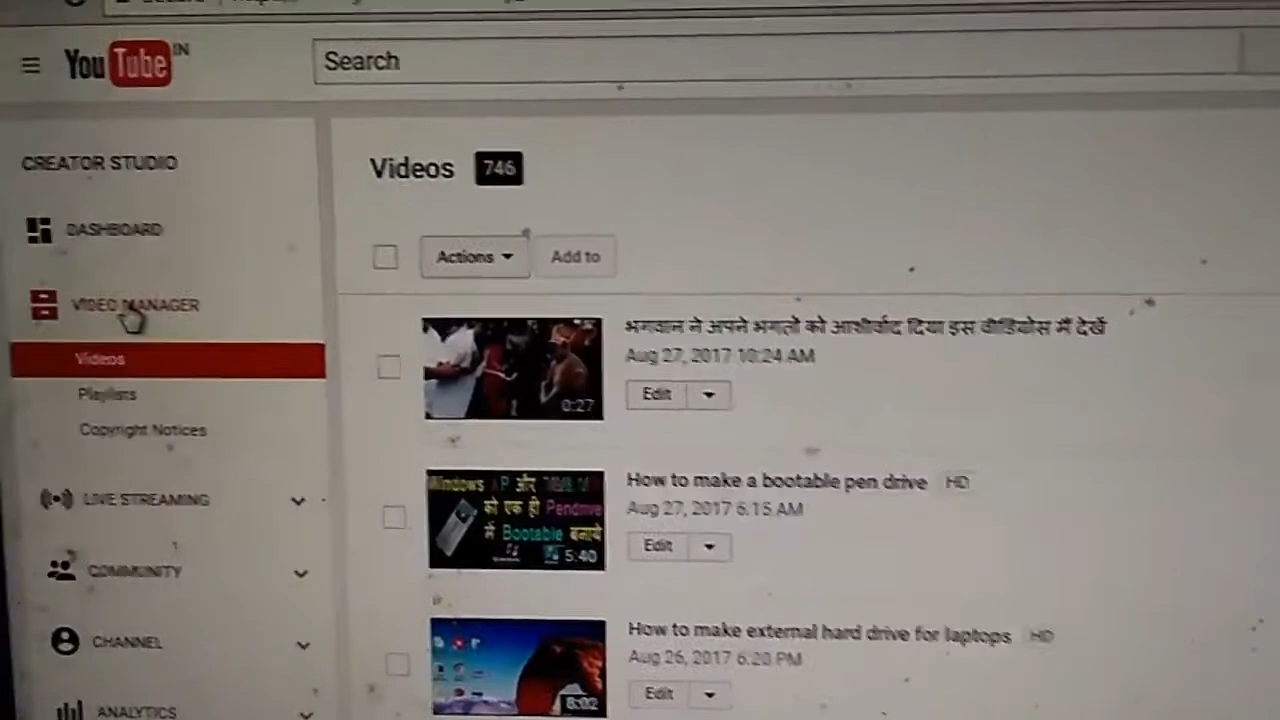 YouTube IN
Search
CREATOR STUDIO
Videos 746
DASHBOARD
Actions
Add to
VIDEO MANAGER
Videos
Playlists
Copyright Notices
LIVE STREAMING
COMMUNITY
CHANNEL
ANALYTICS
भगवान ने अपने भगतों को आशीर्वाद दिया इस वीडियोस मैं देखें
Aug 27, 2017 10:24 AM
Edit
0:27
How to make a bootable pen drive HD
Aug 27, 2017 6:15 AM
Edit
Windows XP और
को एक ही Pendrive
में Bootable बनाये
5:40
How to make external hard drive for laptops HD
Aug 26, 2017 6:20 PM
Edit
8:02